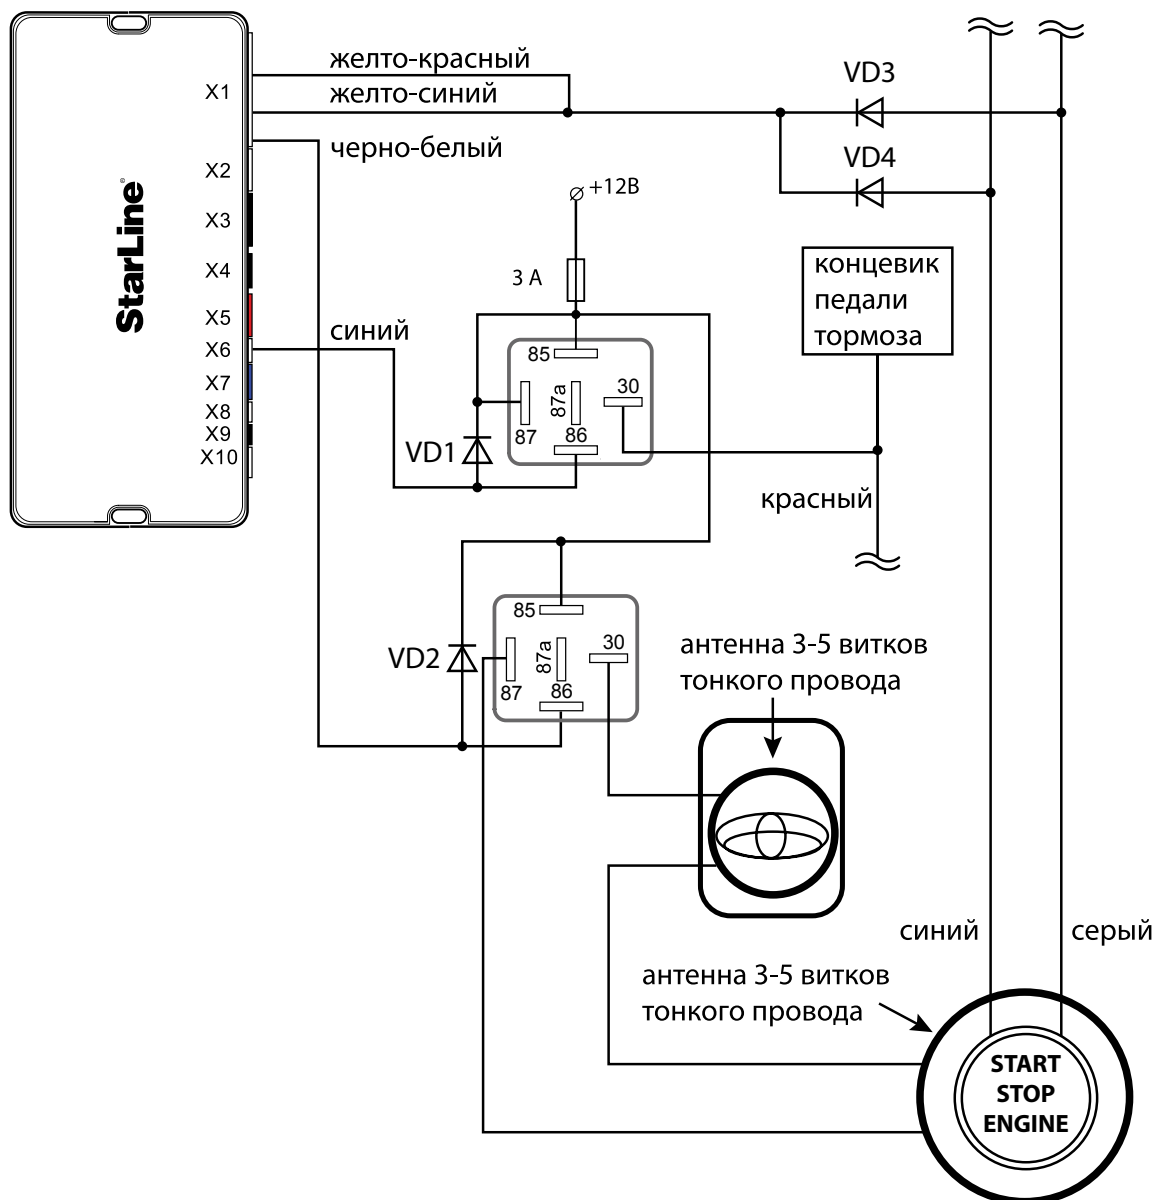 желто-красный
желто-синий
черно-белый
X1
X2
X3
X4
X5
X6
X7
X8
X9
X10
StarLine®
VD3
VD4
+12В
3 А
концевик
педали
тормоза
синий
85
87a
30
87
86
VD1
красный
85
87a
30
87
86
VD2
антенна 3-5 витков
тонкого провода
синий
серый
антенна 3-5 витков
тонкого провода
START
STOP
ENGINE